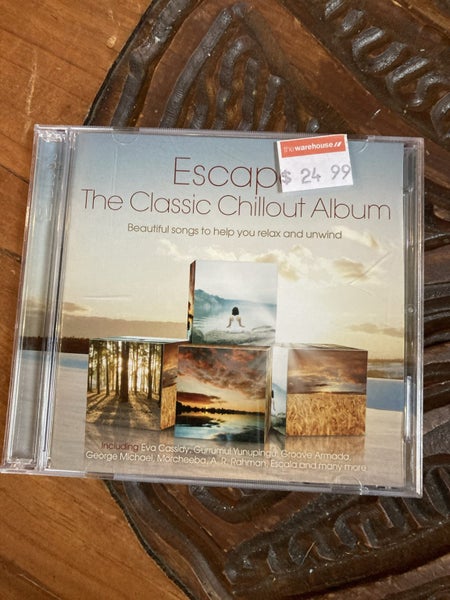 Escap
the warehouse
$ 24 99
The Classic Chillout Album
Beautiful songs to help you relax and unwind
Including Eva Cassidy, Gurrumul Yunupingu, Groove Armada,
George Michael, Morcheeba, A. R. Rahman, Escala and many more